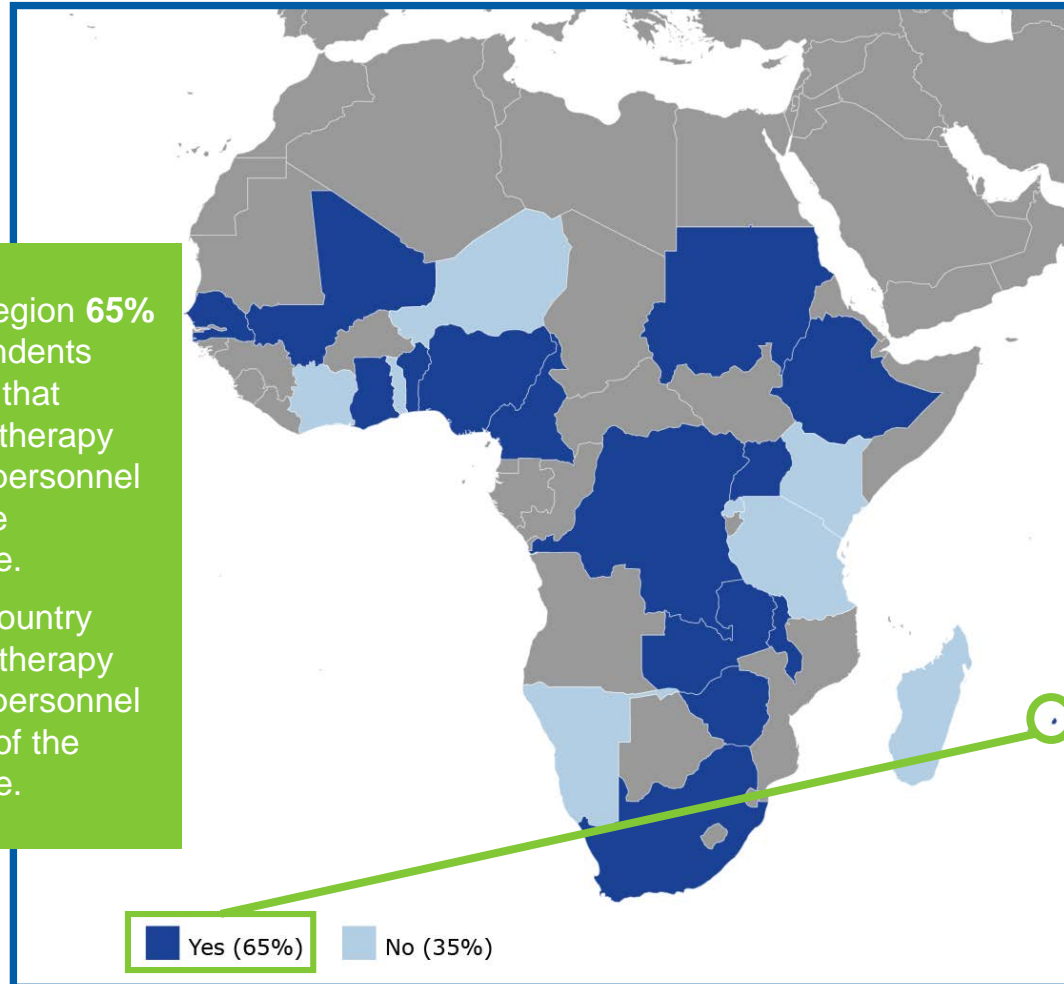 egion 65%
ndents
that
therapy
personnel
e
e.
ountry
therapy
personnel
of the
e.
Yes (65%)
No (35%)